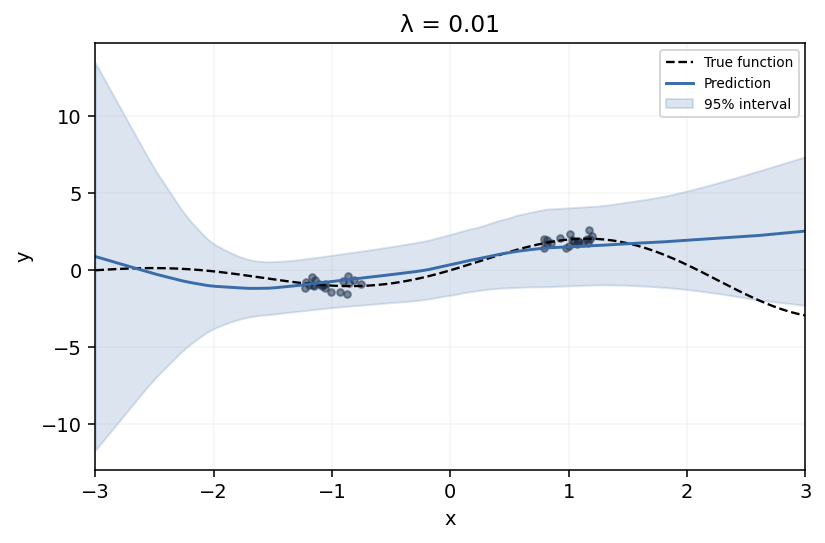 λ = 0.01
True function
Prediction
95% interval
10
5
0
−5
−10
y
−3
−2
−1
0
1
2
3
x